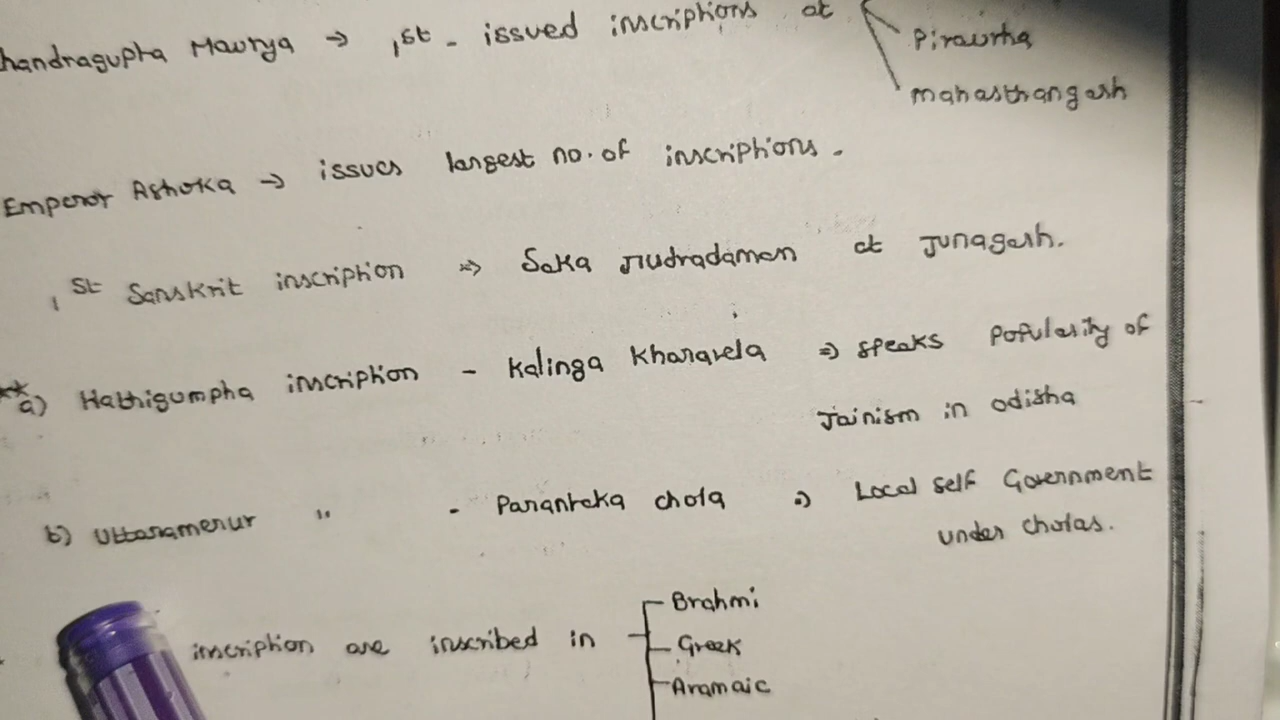 handragupta Maurya → 1st - issued inscriptions at
Piraurha
mahasthangarh
Emperor Ashoka → issues largest no. of inscriptions.
1st Sanskrit inscription => Saka rudradaman at Junagarh.
** a) Hathigumpha inscription - Kalinga Kharavela => speaks Popularity of
Jainism in odisha
b) Uttaramerur " - Parantaka chola => Local self Government
under cholas.
inscription are inscribed in
Brahmi
Greek
Aramaic